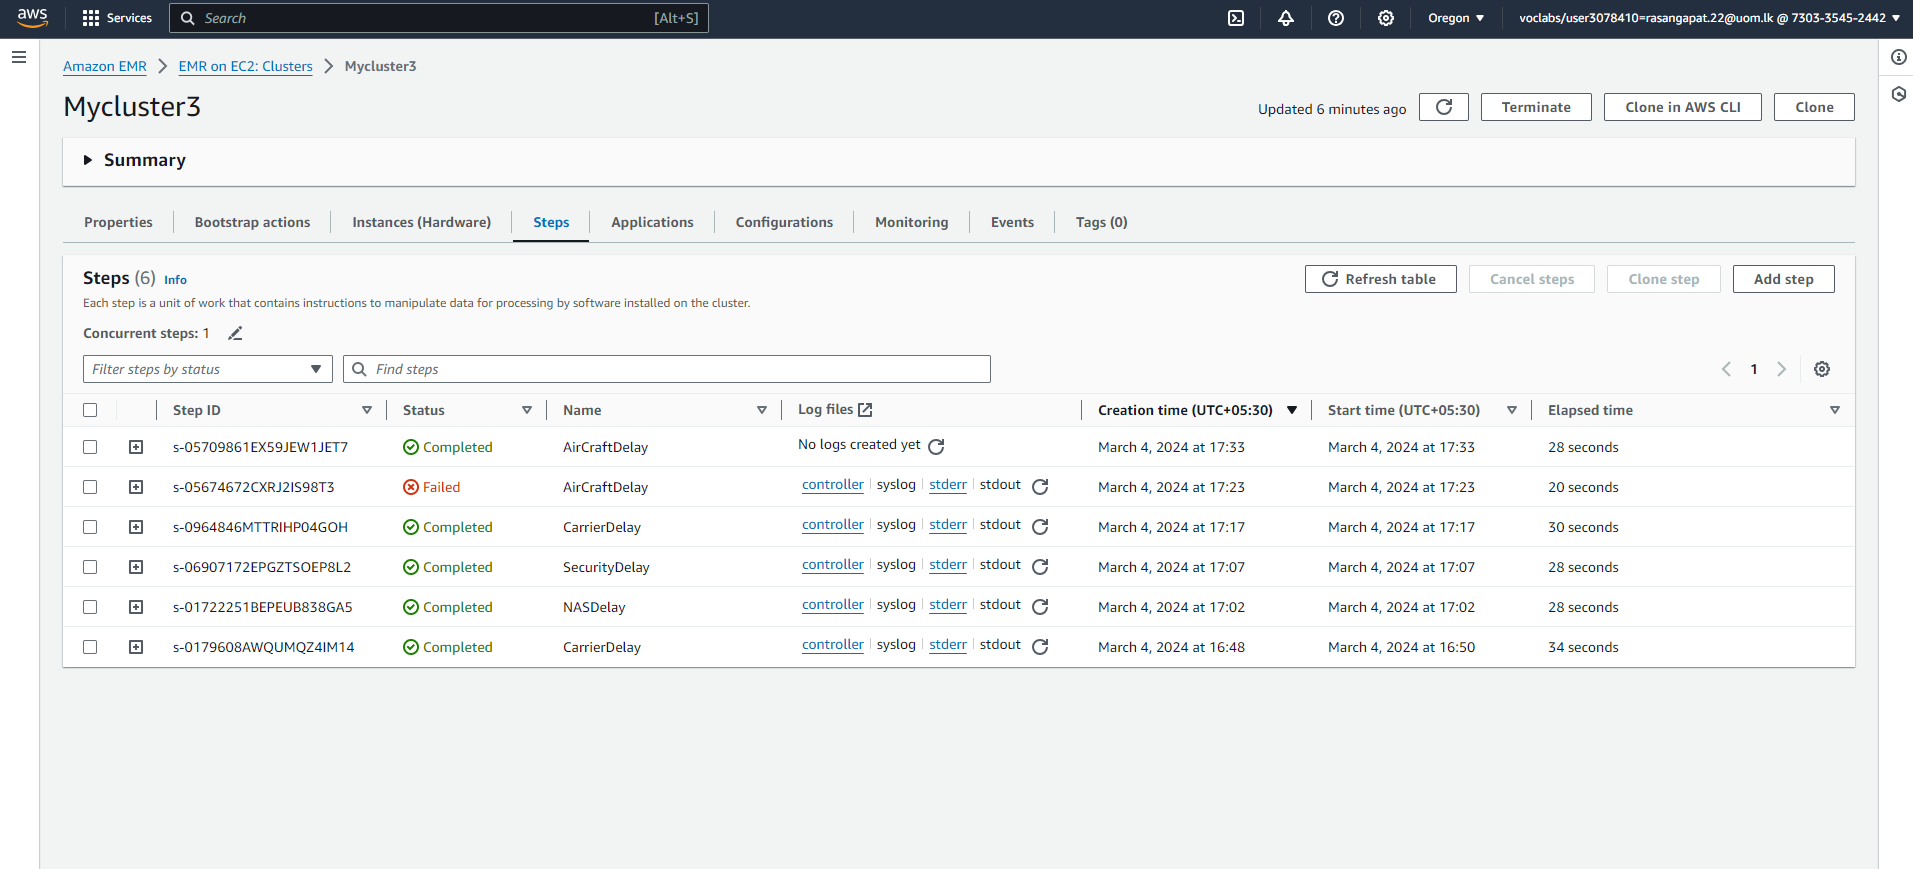 aws Services Search [Alt+S] Oregon voclabs/user3078410=rasangapat.22@uom.lk @ 7303-3545-2442
Amazon EMR EMR on EC2: Clusters Mycluster3
Mycluster3
Updated 6 minutes ago Terminate Clone in AWS CLI Clone
Summary
Properties Bootstrap actions Instances (Hardware) Steps Applications Configurations Monitoring Events Tags (0)
Steps (6) Info Refresh table Cancel steps Clone step Add step
Each step is a unit of work that contains instructions to manipulate data for processing by software installed on the cluster.
Concurrent steps: 1
Filter steps by status Find steps 1
Step ID Status Name Log files Creation time (UTC+05:30) Start time (UTC+05:30) Elapsed time
s-05709861EX59JEW1JET7 Completed AirCraftDelay No logs created yet March 4, 2024 at 17:33 March 4, 2024 at 17:33 28 seconds
s-05674672CXRJ2IS98T3 Failed AirCraftDelay controller syslog stderr stdout March 4, 2024 at 17:23 March 4, 2024 at 17:23 20 seconds
s-0964846MTTRIHP04GOH Completed CarrierDelay controller syslog stderr stdout March 4, 2024 at 17:17 March 4, 2024 at 17:17 30 seconds
s-06907172EPGZTSOEP8L2 Completed SecurityDelay controller syslog stderr stdout March 4, 2024 at 17:07 March 4, 2024 at 17:07 28 seconds
s-01722251BEPEUB838GA5 Completed NASDelay controller syslog stderr stdout March 4, 2024 at 17:02 March 4, 2024 at 17:02 28 seconds
s-0179608AWQUMQZ4IM14 Completed CarrierDelay controller syslog stderr stdout March 4, 2024 at 16:48 March 4, 2024 at 16:50 34 seconds